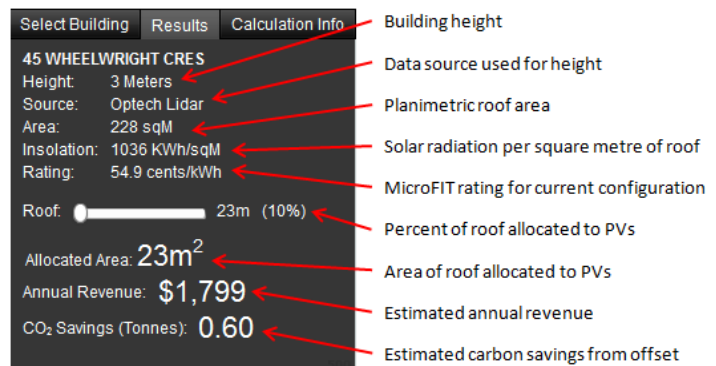 Select Building Results Calculation Info
45 WHEELWRIGHT CRES
Height: 3 Meters
Source: Optech Lidar
Area: 228 sqM
Insolation: 1036 KWh/sqM
Rating: 54.9 cents/kWh
Roof: 23m (10%)
Allocated Area: 23m²
Annual Revenue: $1,799
CO₂ Savings (Tonnes): 0.60
Building height
Data source used for height
Planimetric roof area
Solar radiation per square metre of roof
MicroFIT rating for current configuration
Percent of roof allocated to PVs
Area of roof allocated to PVs
Estimated annual revenue
Estimated carbon savings from offset